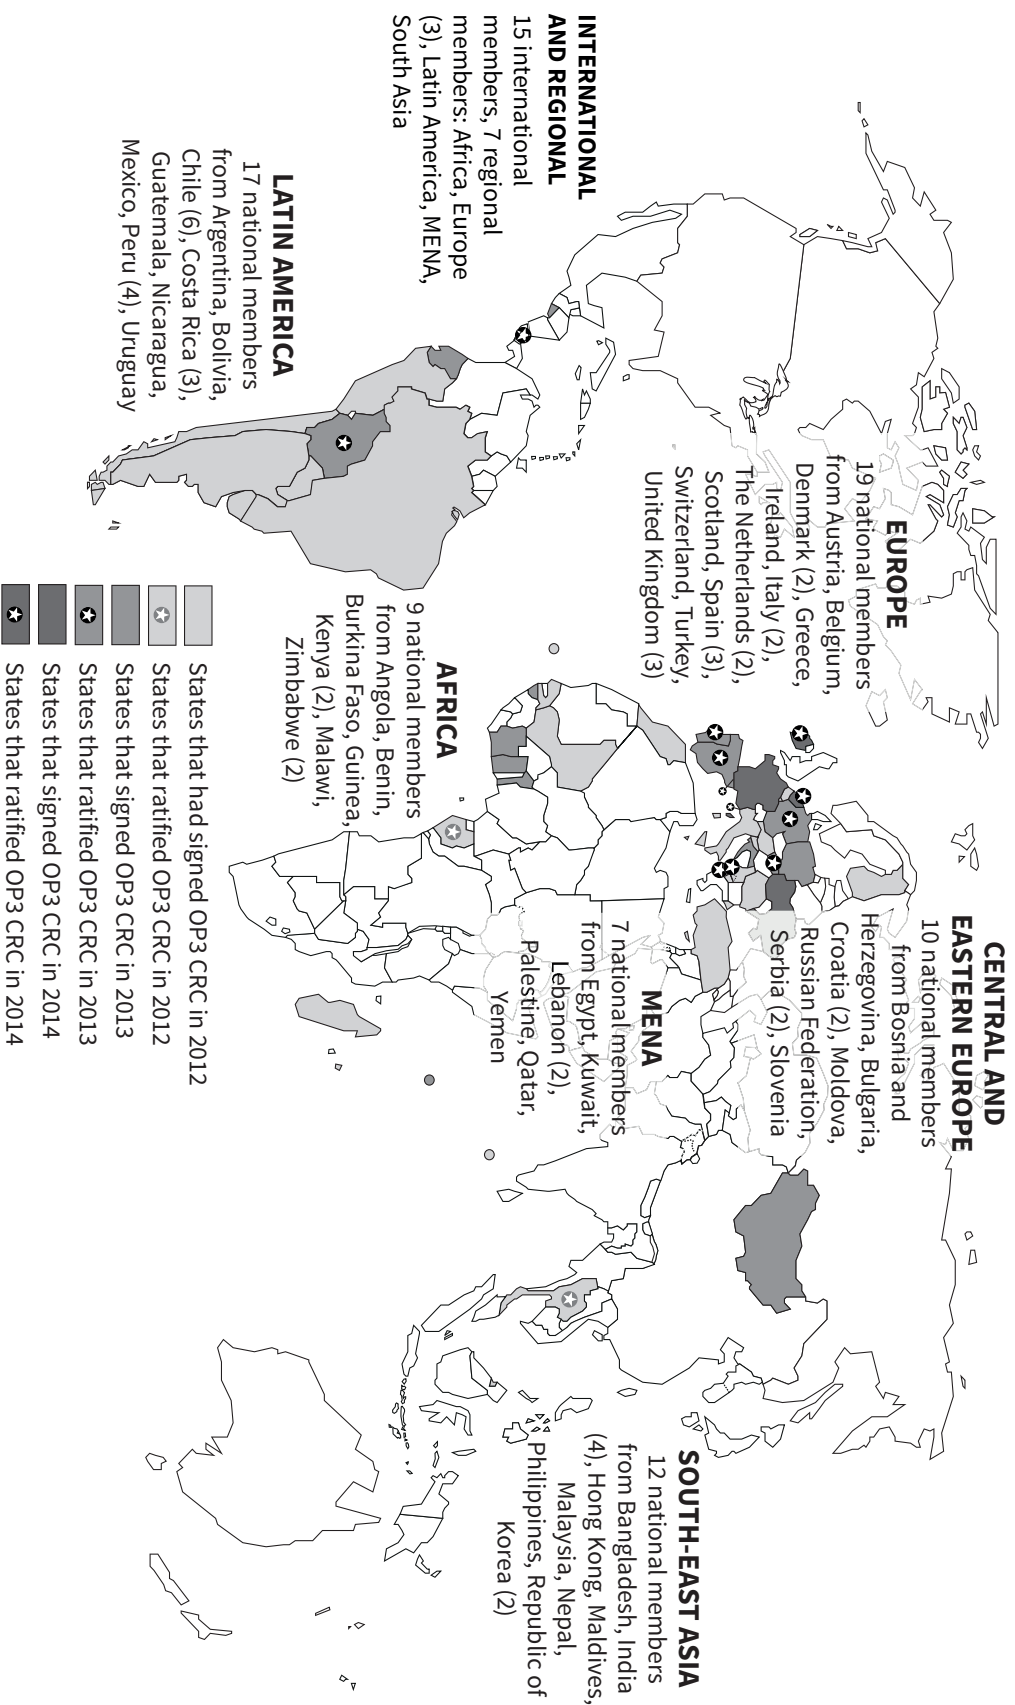 INTERNATIONAL
AND REGIONAL
15 international
members, 7 regional
members: Africa, Europe
(3), Latin America, MENA,
South Asia
LATIN AMERICA
17 national members
from Argentina, Bolivia,
Chile (6), Costa Rica (3),
Guatemala, Nicaragua,
Mexico, Peru (4), Uruguay
EUROPE
19 national members
from Austria, Belgium,
Denmark (2), Greece,
Ireland, Italy (2),
The Netherlands (2),
Scotland, Spain (3),
Switzerland, Turkey,
United Kingdom (3)
AFRICA
9 national members
from Angola, Benin,
Burkina Faso, Guinea,
Kenya (2), Malawi,
Zimbabwe (2)
CENTRAL AND
EASTERN EUROPE
10 national members
from Bosnia and
Herzegovina, Bulgaria,
Croatia (2), Moldova,
Russian Federation,
Serbia (2), Slovenia
MENA
7 national members
from Egypt, Kuwait,
Lebanon (2),
Palestine, Qatar,
Yemen
SOUTH-EAST ASIA
12 national members
from Bangladesh, India
(4), Hong Kong, Maldives,
Malaysia, Nepal,
Philippines, Republic of
Korea (2)
States that had signed OP3 CRC in 2012
States that ratified OP3 CRC in 2012
States that signed OP3 CRC in 2013
States that ratified OP3 CRC in 2013
States that signed OP3 CRC in 2014
States that ratified OP3 CRC in 2014